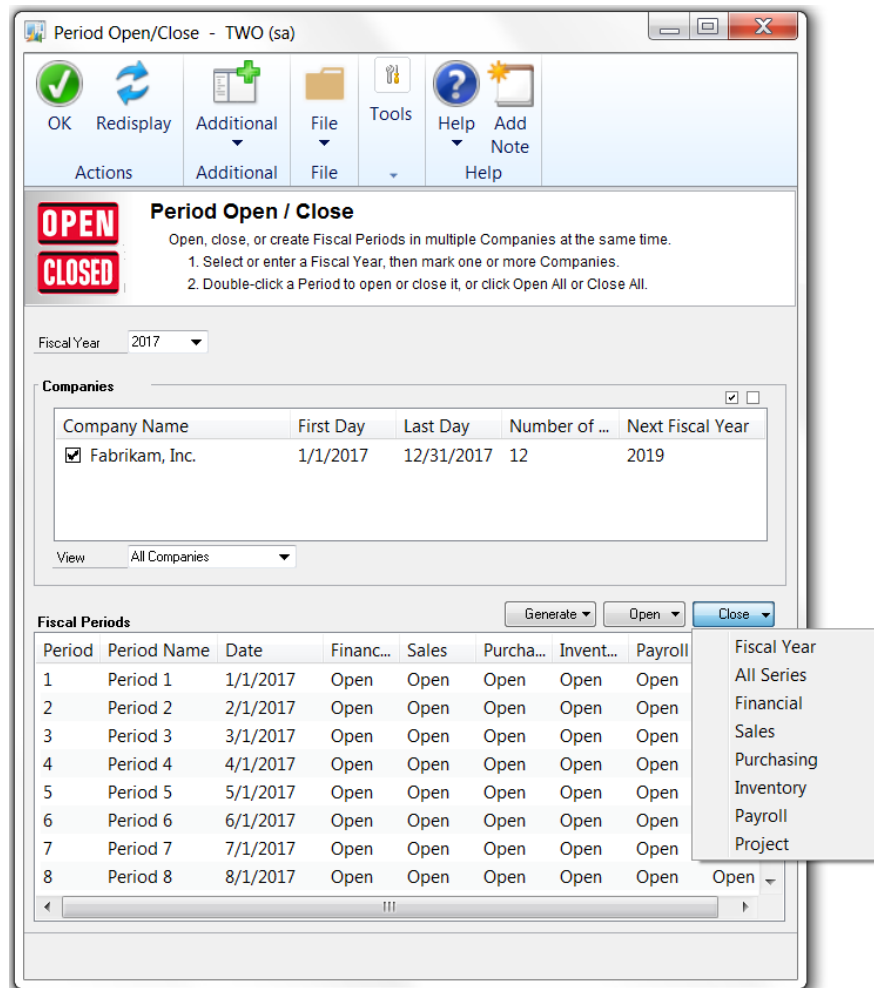 Period Open/Close - TWO (sa)
X
OK Redisplay Additional File Tools Help Add Note
Actions Additional File Help
OPEN
CLOSED
Period Open / Close
Open, close, or create Fiscal Periods in multiple Companies at the same time.
1. Select or enter a Fiscal Year, then mark one or more Companies.
2. Double-click a Period to open or close it, or click Open All or Close All.
Fiscal Year 2017
Companies
Company Name First Day Last Day Number of ... Next Fiscal Year
Fabrikam, Inc. 1/1/2017 12/31/2017 12 2019
View All Companies
Fiscal Periods Generate Open Close
Period Period Name Date Financ... Sales Purcha... Invent... Payroll
1 Period 1 1/1/2017 Open Open Open Open Open
2 Period 2 2/1/2017 Open Open Open Open Open
3 Period 3 3/1/2017 Open Open Open Open Open
4 Period 4 4/1/2017 Open Open Open Open Open
5 Period 5 5/1/2017 Open Open Open Open Open
6 Period 6 6/1/2017 Open Open Open Open Open
7 Period 7 7/1/2017 Open Open Open Open Open
8 Period 8 8/1/2017 Open Open Open Open Open Open
Fiscal Year
All Series
Financial
Sales
Purchasing
Inventory
Payroll
Project